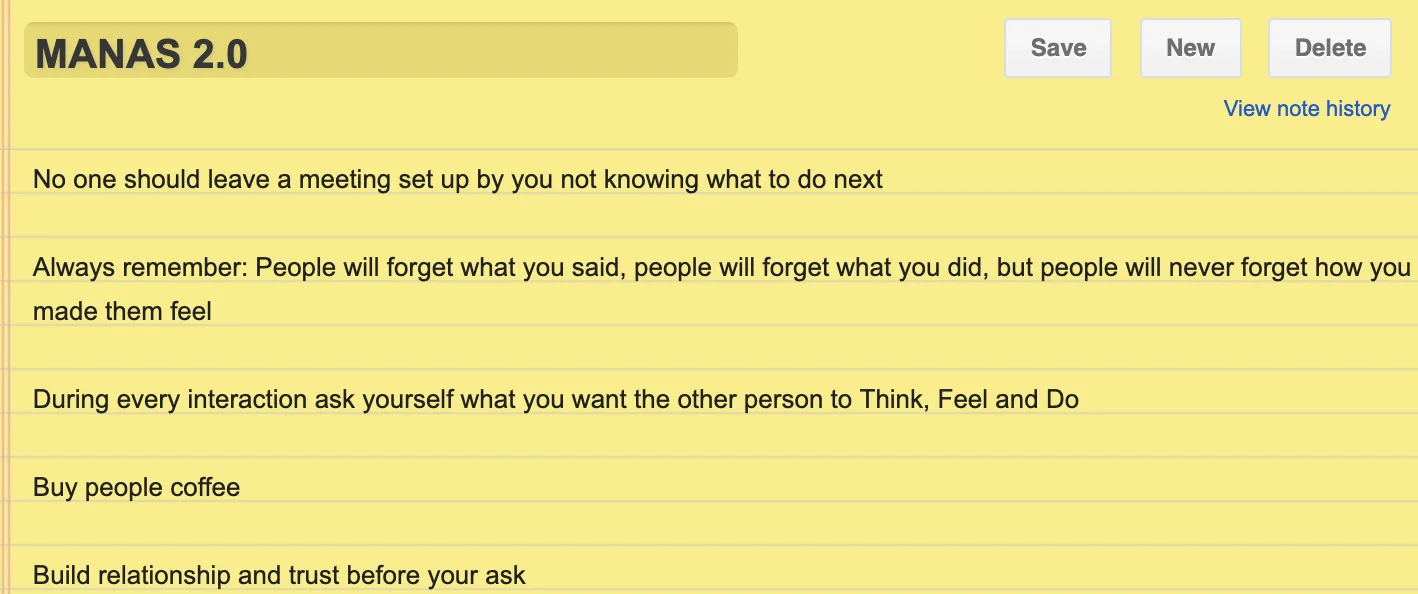 MANAS 2.0
Save
New
Delete
View note history
No one should leave a meeting set up by you not knowing what to do next
Always remember: People will forget what you said, people will forget what you did, but people will never forget how you
made them feel
During every interaction ask yourself what you want the other person to Think, Feel and Do
Buy people coffee
Build relationship and trust before your ask